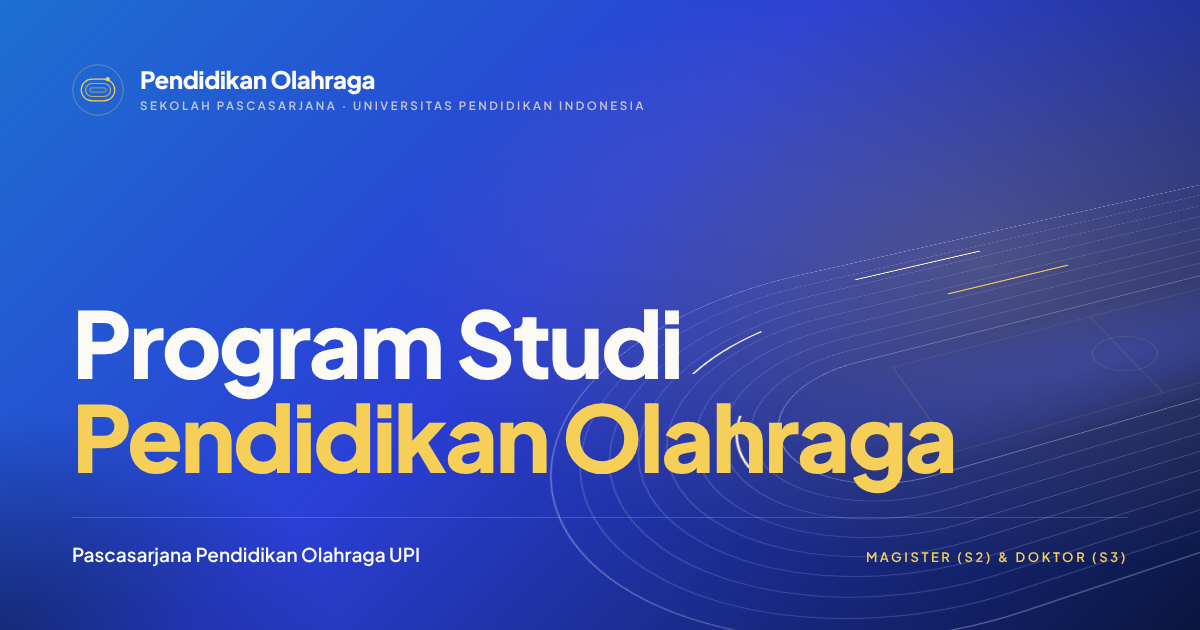 Pendidikan Olahraga
SEKOLAH PASCASARJANA · UNIVERSITAS PENDIDIKAN INDONESIA
Program Studi
Pendidikan Olahraga
Pascasarjana Pendidikan Olahraga UPI
MAGISTER (S2) & DOKTOR (S3)